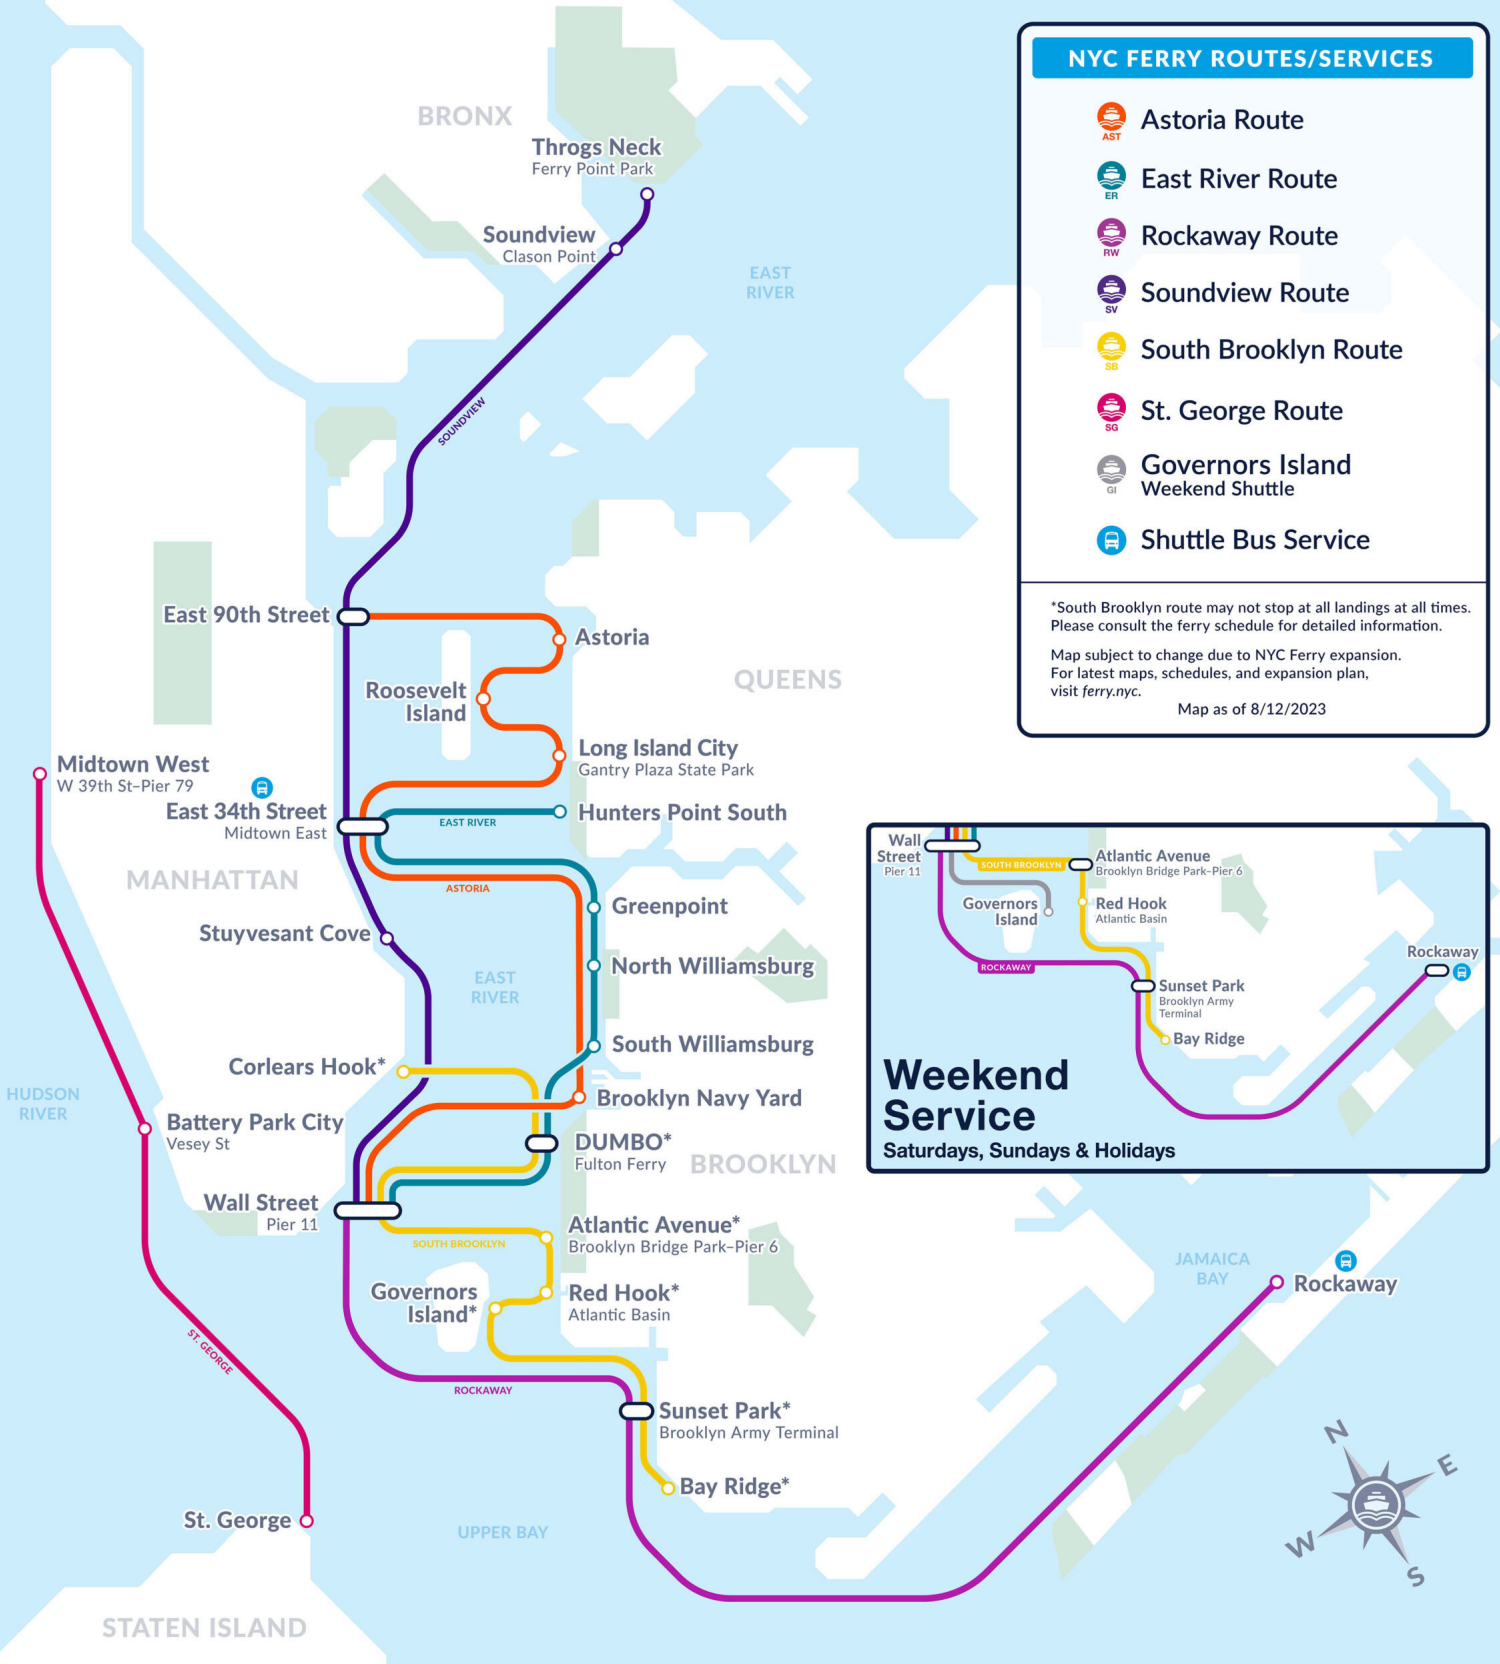 NYC FERRY ROUTES/SERVICES
AST
Astoria Route
ER
East River Route
RW
Rockaway Route
SV
Soundview Route
SB
South Brooklyn Route
SG
St. George Route
GI
Governors Island
Weekend Shuttle
Shuttle Bus Service
*South Brooklyn route may not stop at all landings at all times.
Please consult the ferry schedule for detailed information.
Map subject to change due to NYC Ferry expansion.
For latest maps, schedules, and expansion plan,
visit ferry.nyc.
Map as of 8/12/2023
BRONX
Throgs Neck
Ferry Point Park
Soundview
Clason Point
EAST
RIVER
SOUNDVIEW
East 90th Street
Astoria
Roosevelt
Island
QUEENS
Long Island City
Gantry Plaza State Park
Midtown West
W 39th St–Pier 79
East 34th Street
Midtown East
Hunters Point South
EAST RIVER
MANHATTAN
ASTORIA
Greenpoint
Stuyvesant Cove
North Williamsburg
EAST
RIVER
South Williamsburg
Corlears Hook*
HUDSON
RIVER
Brooklyn Navy Yard
Battery Park City
Vesey St
DUMBO*
Fulton Ferry
BROOKLYN
Wall Street
Pier 11
Atlantic Avenue*
Brooklyn Bridge Park–Pier 6
SOUTH BROOKLYN
Governors
Island*
Red Hook*
Atlantic Basin
ST. GEORGE
ROCKAWAY
Sunset Park*
Brooklyn Army Terminal
Bay Ridge*
St. George
UPPER BAY
STATEN ISLAND
JAMAICA
BAY
Rockaway
N
E
W
S
Wall
Street
Pier 11
SOUTH BROOKLYN
Atlantic Avenue
Brooklyn Bridge Park–Pier 6
Governors
Island
Red Hook
Atlantic Basin
ROCKAWAY
Rockaway
Sunset Park
Brooklyn Army
Terminal
Bay Ridge
Weekend
Service
Saturdays, Sundays & Holidays